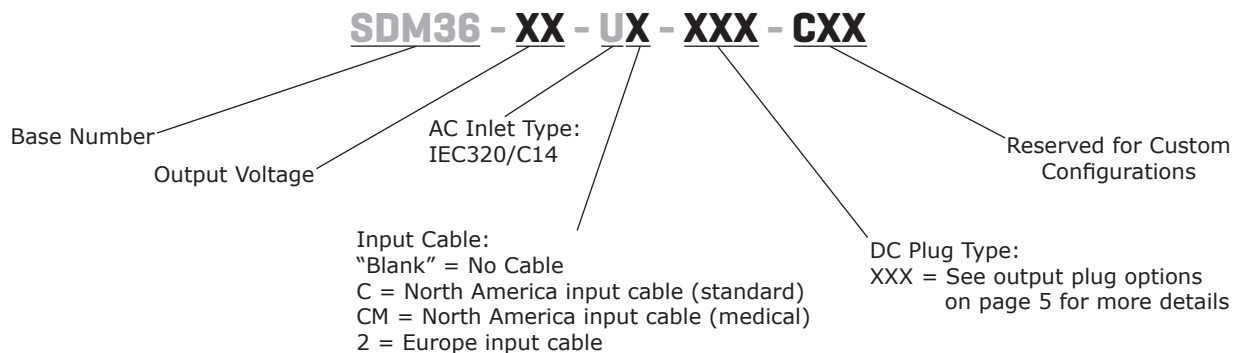 SDM36 - XX - UX - XXX - CXX
Base Number
Output Voltage
AC Inlet Type:
IEC320/C14
Input Cable:
“Blank” = No Cable
C = North America input cable (standard)
CM = North America input cable (medical)
2 = Europe input cable
DC Plug Type:
XXX = See output plug options
on page 5 for more details
Reserved for Custom
Configurations